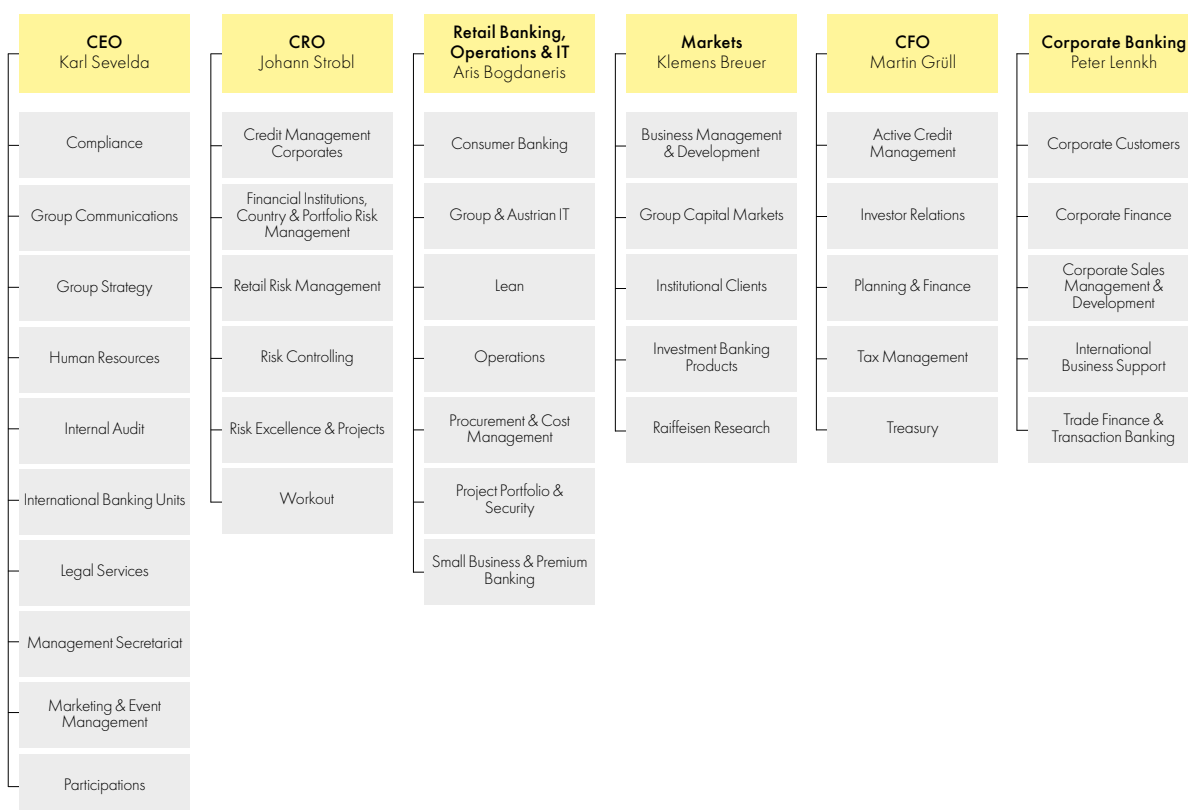 CEO
Karl Sevelda
Compliance
Group Communications
Group Strategy
Human Resources
Internal Audit
International Banking Units
Legal Services
Management Secretariat
Marketing & Event
Management
Participations
CRO
Johann Strobl
Credit Management
Corporates
Financial Institutions,
Country & Portfolio Risk
Management
Retail Risk Management
Risk Controlling
Risk Excellence & Projects
Workout
Retail Banking,
Operations & IT
Aris Bogdaneris
Consumer Banking
Group & Austrian IT
Lean
Operations
Procurement & Cost
Management
Project Portfolio &
Security
Small Business & Premium
Banking
Markets
Klemens Breuer
Business Management
& Development
Group Capital Markets
Institutional Clients
Investment Banking
Products
Raiffeisen Research
CFO
Martin Grüll
Active Credit
Management
Investor Relations
Planning & Finance
Tax Management
Treasury
Corporate Banking
Peter Lennkh
Corporate Customers
Corporate Finance
Corporate Sales
Management &
Development
International
Business Support
Trade Finance &
Transaction Banking